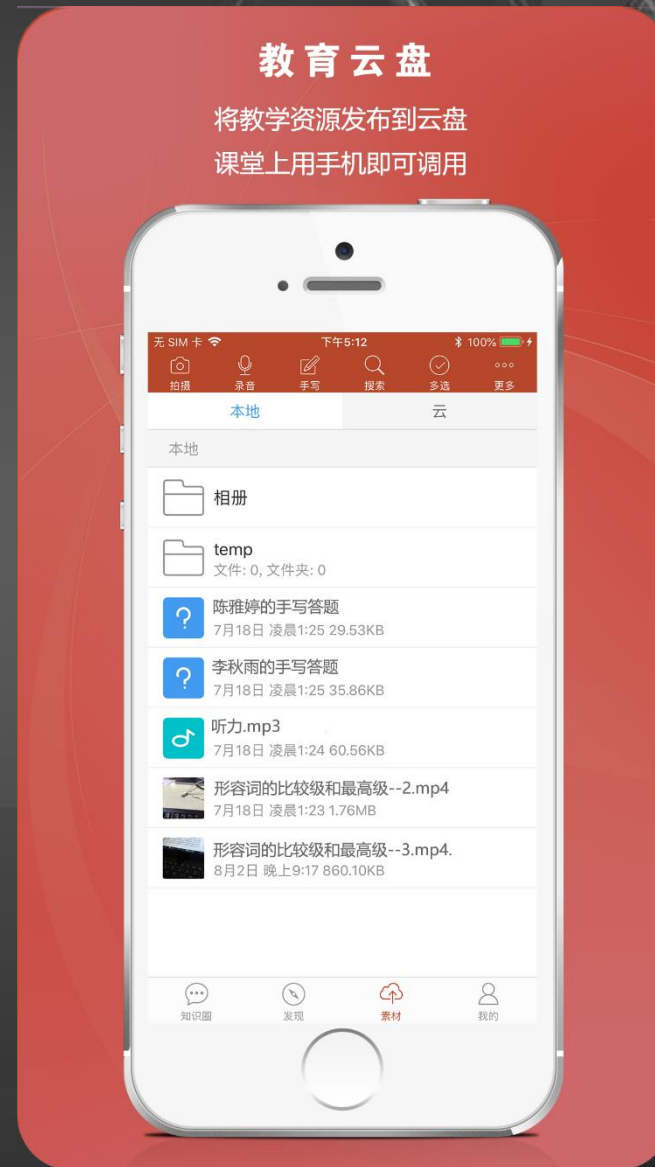 教育云盘
将教学资源发布到云盘
课堂上用手机即可调用
无 SIM 卡 下午5:12 100%
拍摄 录音 手写 搜索 多选 更多
本地 云
本地
相册
temp
文件: 0, 文件夹: 0
陈雅婷的手写答题
7月18日 凌晨1:25 29.53KB
李秋雨的手写答题
7月18日 凌晨1:25 35.86KB
听力.mp3
7月18日 凌晨1:24 60.56KB
形容词的比较级和最高级--2.mp4
7月18日 凌晨1:23 1.76MB
形容词的比较级和最高级--3.mp4.
8月2日 晚上9:17 860.10KB
知识圈 发现 素材 我的